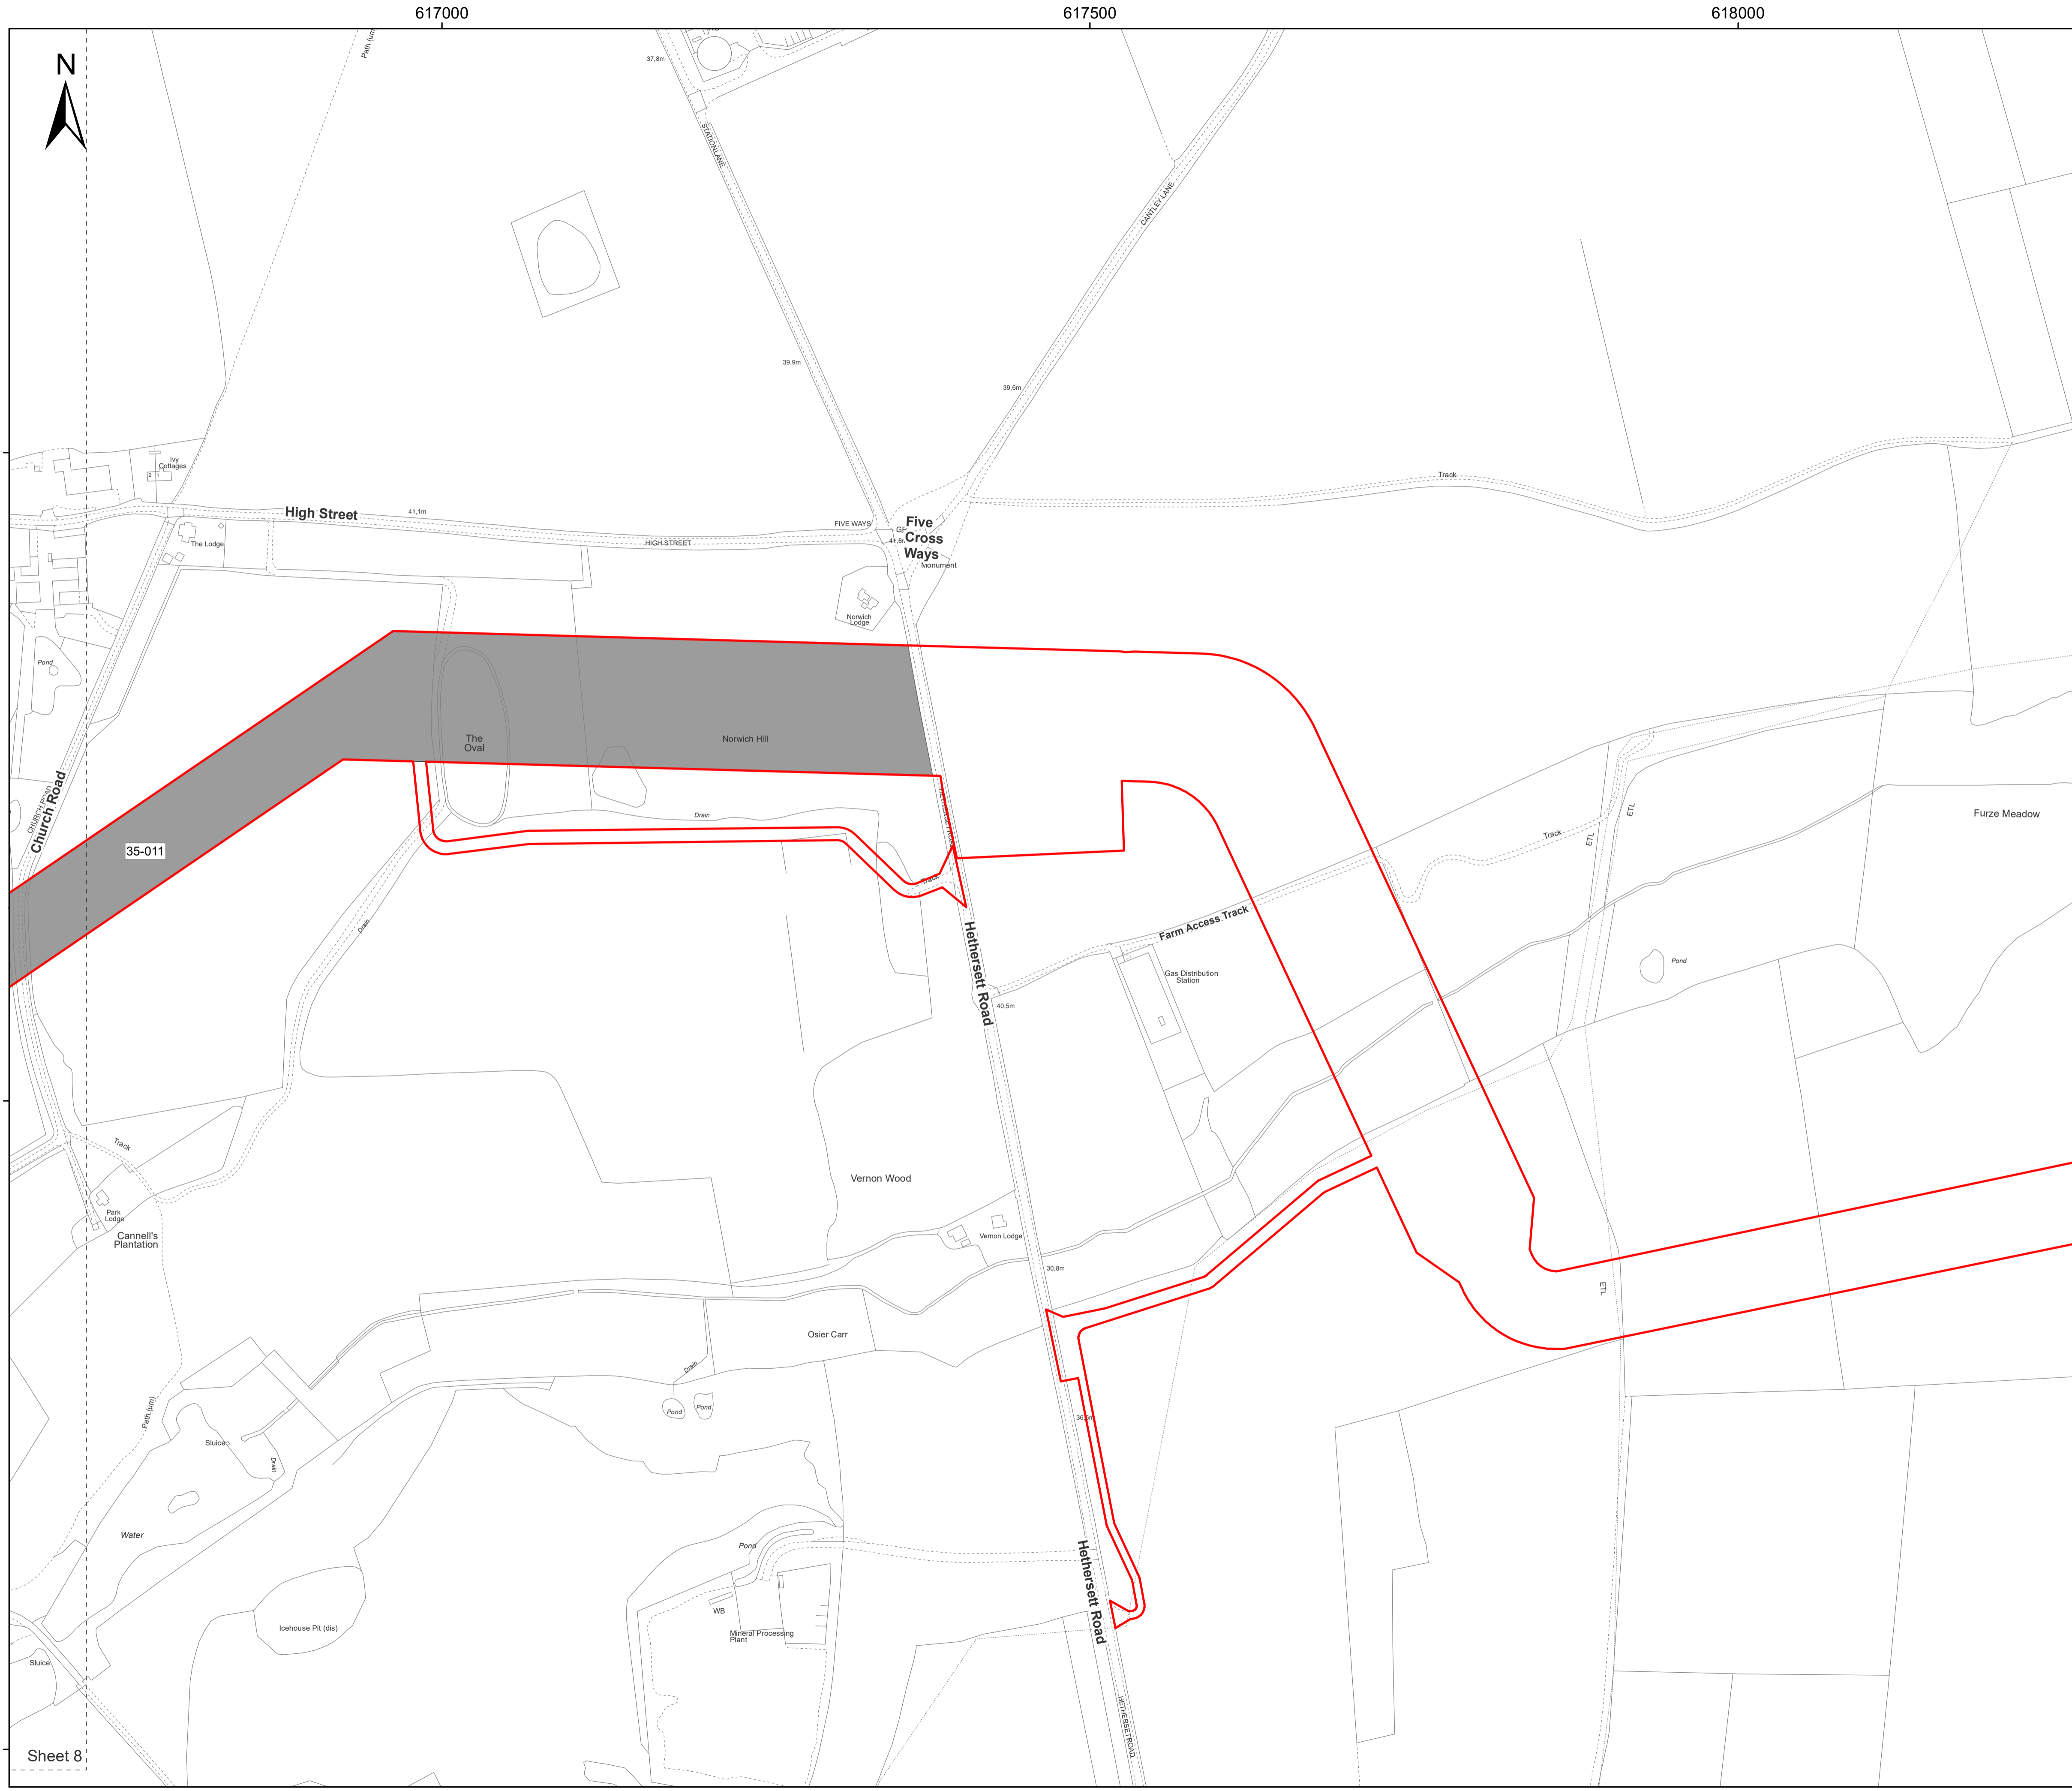 617000
617500
618000
N
Path (um
37.8m
STATION LANE
CANTLEY LANE
39.9m
39.6m
Ivy
Cottages
2
1
High Street
41.1m
The Lodge
HIGH STREET
FIVE WAYS
Five
Cross
Ways
Monument
Track
Norwich
Lodge
Pond
The
Oval
Norwich Hill
CHURCH ROAD
Church Road
35-011
Drain
Track
Drain
Hethersett Road
40.5m
Farm Access Track
Gas Distribution
Station
Track
ETL
ETL
Furze Meadow
Pond
Track
Park
Lodge
Cannell's
Plantation
Vernon Wood
Vernon Lodge
30.8m
ETL
Osier Carr
Drain
Pond
Pond
Path (um)
Sluice
Drain
Water
Pond
WB
Mineral Processing
Plant
Icehouse Pit (dis)
Sluice
Hethersett Road
Sheet 8